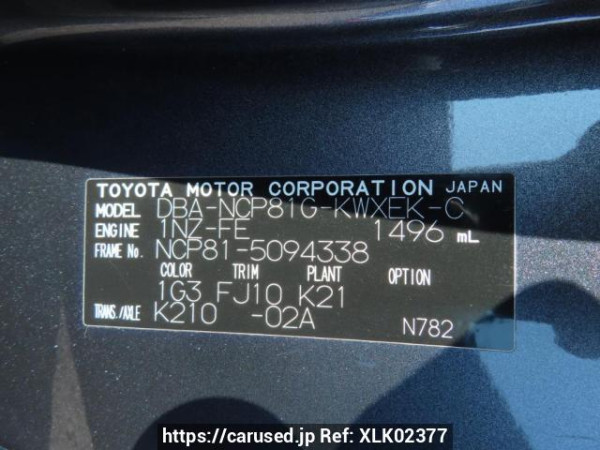 TOYOTA MOTOR CORPORATION JAPAN
MODEL DBA-NCP81G-KWXEK-C
ENGINE 1NZ-FE 1496 mL
FRAME No. NCP81-5094338
COLOR TRIM PLANT OPTION
1G3 FJ10 K21
TRANS./AXLE K210 -02A N782
https://carused.jp Ref: XLK02377